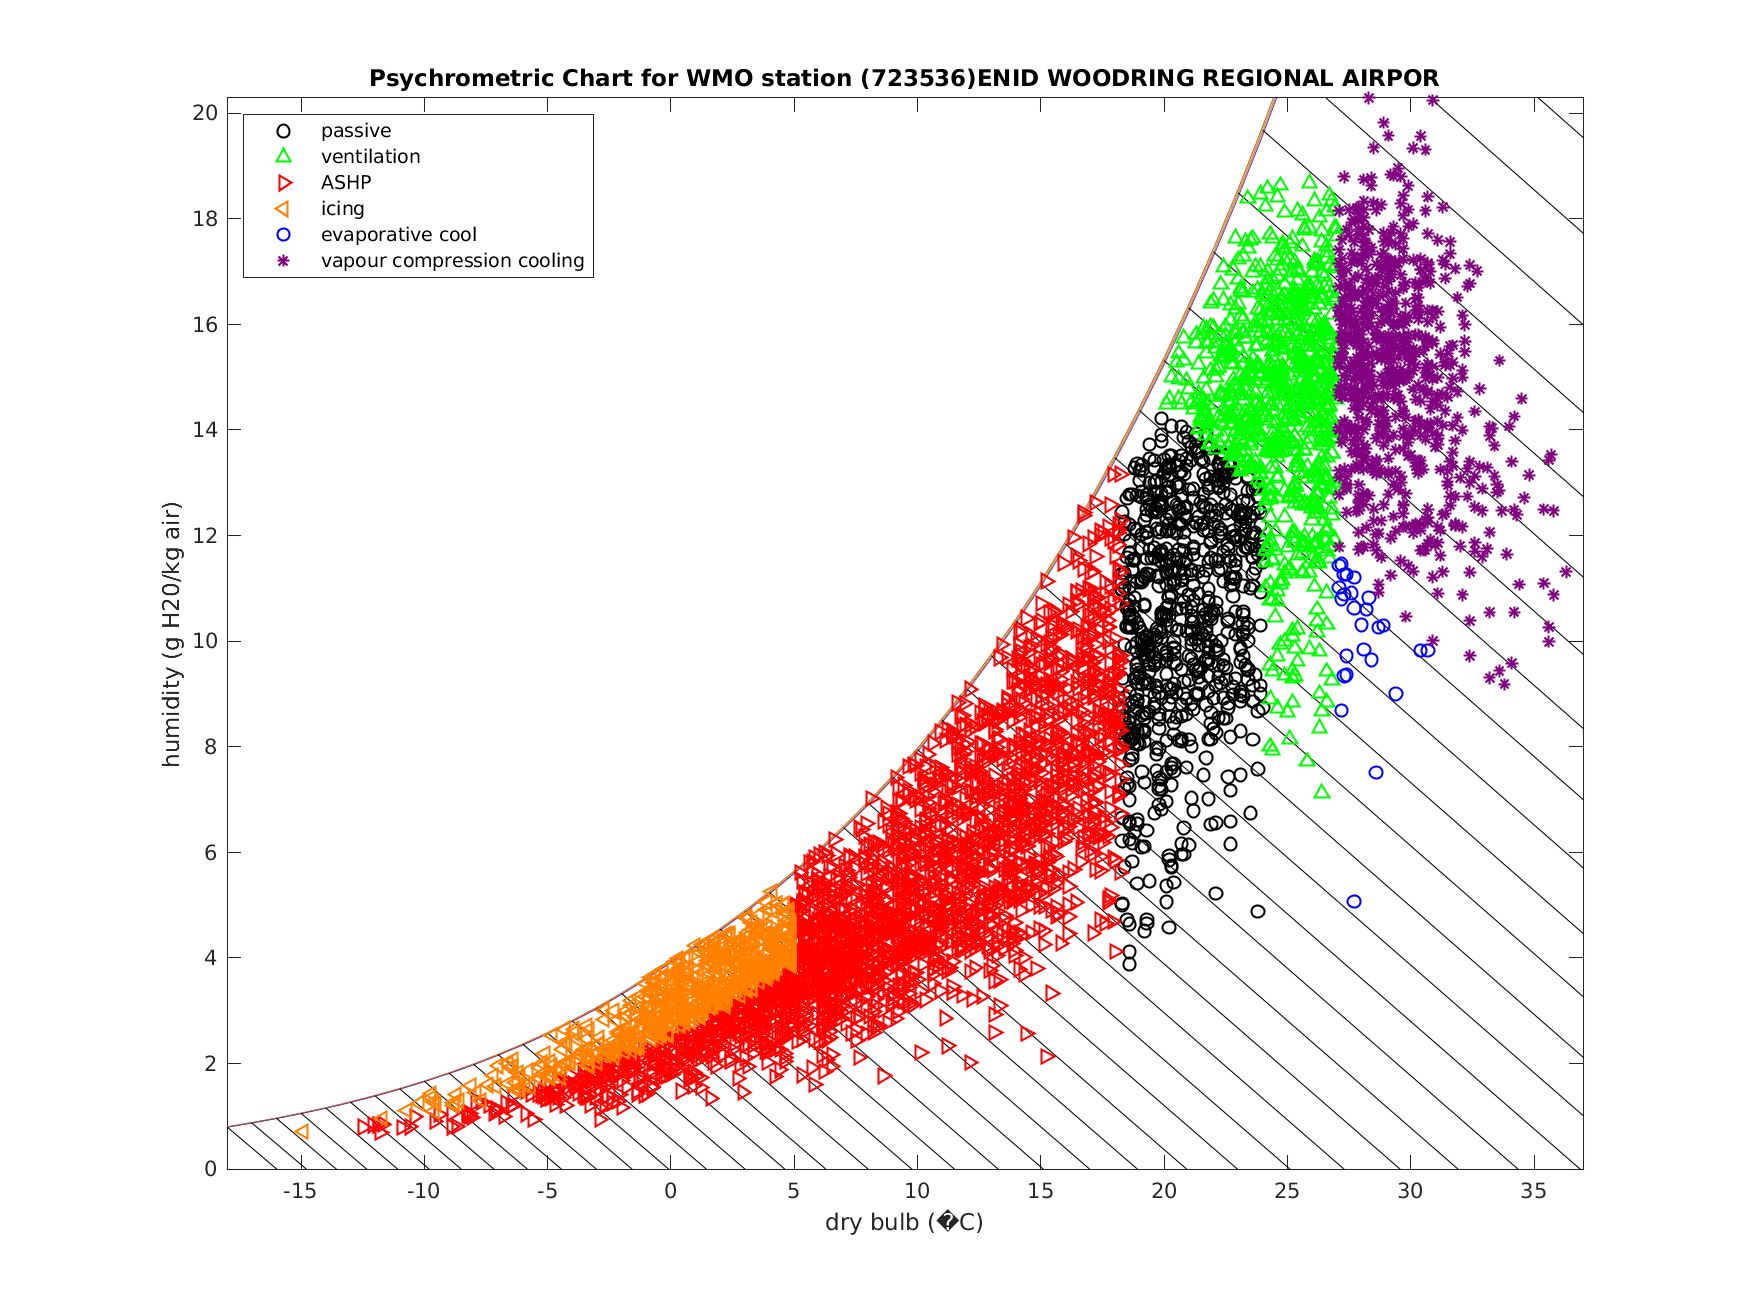 Psychrometric Chart for WMO station (723536)ENID WOODRING REGIONAL AIRPOR
passive
ventilation
ASHP
icing
evaporative cool
vapour compression cooling
humidity (g H20/kg air)
20
18
16
14
12
10
8
6
4
2
0
-15 -10 -5 0 5 10 15 20 25 30 35
dry bulb (�C)